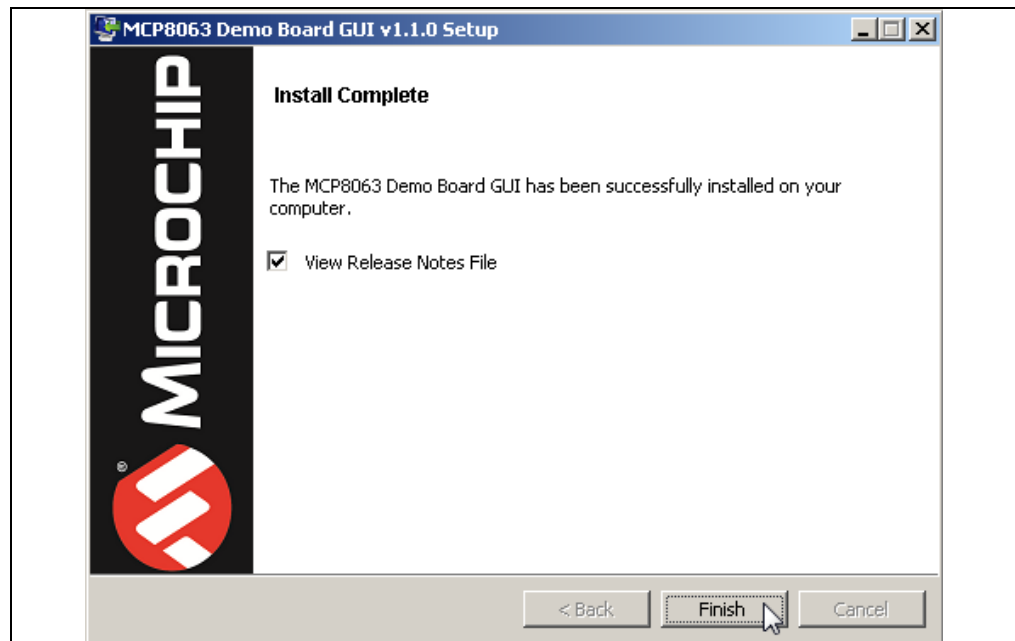 MCP8063 Demo Board GUI v1.1.0 Setup
MICROCHIP
®
Install Complete
The MCP8063 Demo Board GUI has been successfully installed on your
computer.
View Release Notes File
< Back
Finish
Cancel